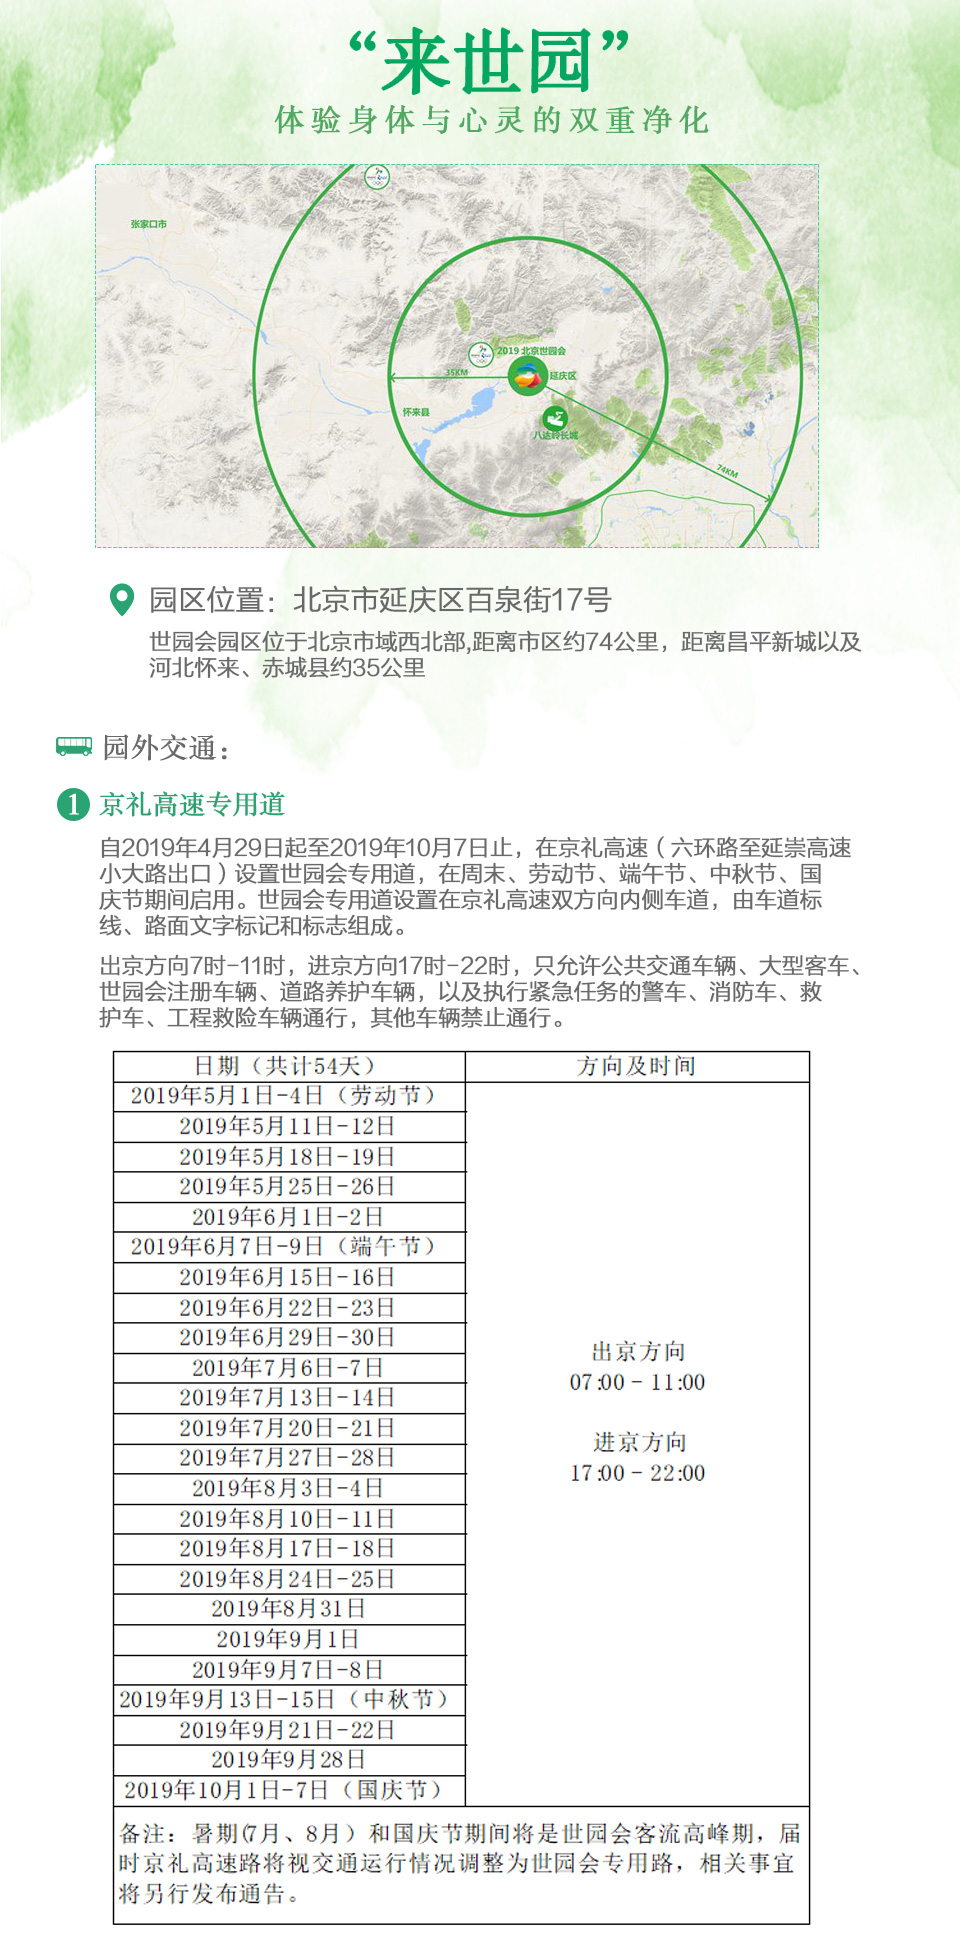 “来世园”
体验身体与心灵的双重净化
张家口市
2019 北京世园会
35KM
延庆区
怀来县
八达岭长城
74KM
园区位置：北京市延庆区百泉街17号
世园会园区位于北京市域西北部,距离市区约74公里，距离昌平新城以及
河北怀来、赤城县约35公里
园外交通：
1 京礼高速专用道
自2019年4月29日起至2019年10月7日止，在京礼高速（六环路至延崇高速
小大路出口）设置世园会专用道，在周末、劳动节、端午节、中秋节、国
庆节期间启用。世园会专用道设置在京礼高速双方向内侧车道，由车道标
线、路面文字标记和标志组成。
出京方向7时-11时，进京方向17时-22时，只允许公共交通车辆、大型客车、
世园会注册车辆、道路养护车辆，以及执行紧急任务的警车、消防车、救
护车、工程救险车辆通行，其他车辆禁止通行。
日期（共计54天）
方向及时间
2019年5月1日-4日（劳动节）
2019年5月11日-12日
2019年5月18日-19日
2019年5月25日-26日
2019年6月1日-2日
2019年6月7日-9日（端午节）
2019年6月15日-16日
2019年6月22日-23日
2019年6月29日-30日
2019年7月6日-7日
2019年7月13日-14日
2019年7月20日-21日
2019年7月27日-28日
2019年8月3日-4日
2019年8月10日-11日
2019年8月17日-18日
2019年8月24日-25日
2019年8月31日
2019年9月1日
2019年9月7日-8日
2019年9月13日-15日（中秋节）
2019年9月21日-22日
2019年9月28日
2019年10月1日-7日（国庆节）
出京方向
07:00 - 11:00
进京方向
17:00 - 22:00
备注：暑期(7月、8月）和国庆节期间将是世园会客流高峰期，届
时京礼高速路将视交通运行情况调整为世园会专用路，相关事宜
将另行发布通告。